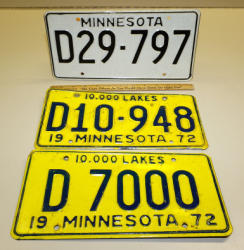 MINNESOTA
D29-797
10,000 LAKES
D10-948
19 MINNESOTA 72
10,000 LAKES
D 7000
19 MINNESOTA 72